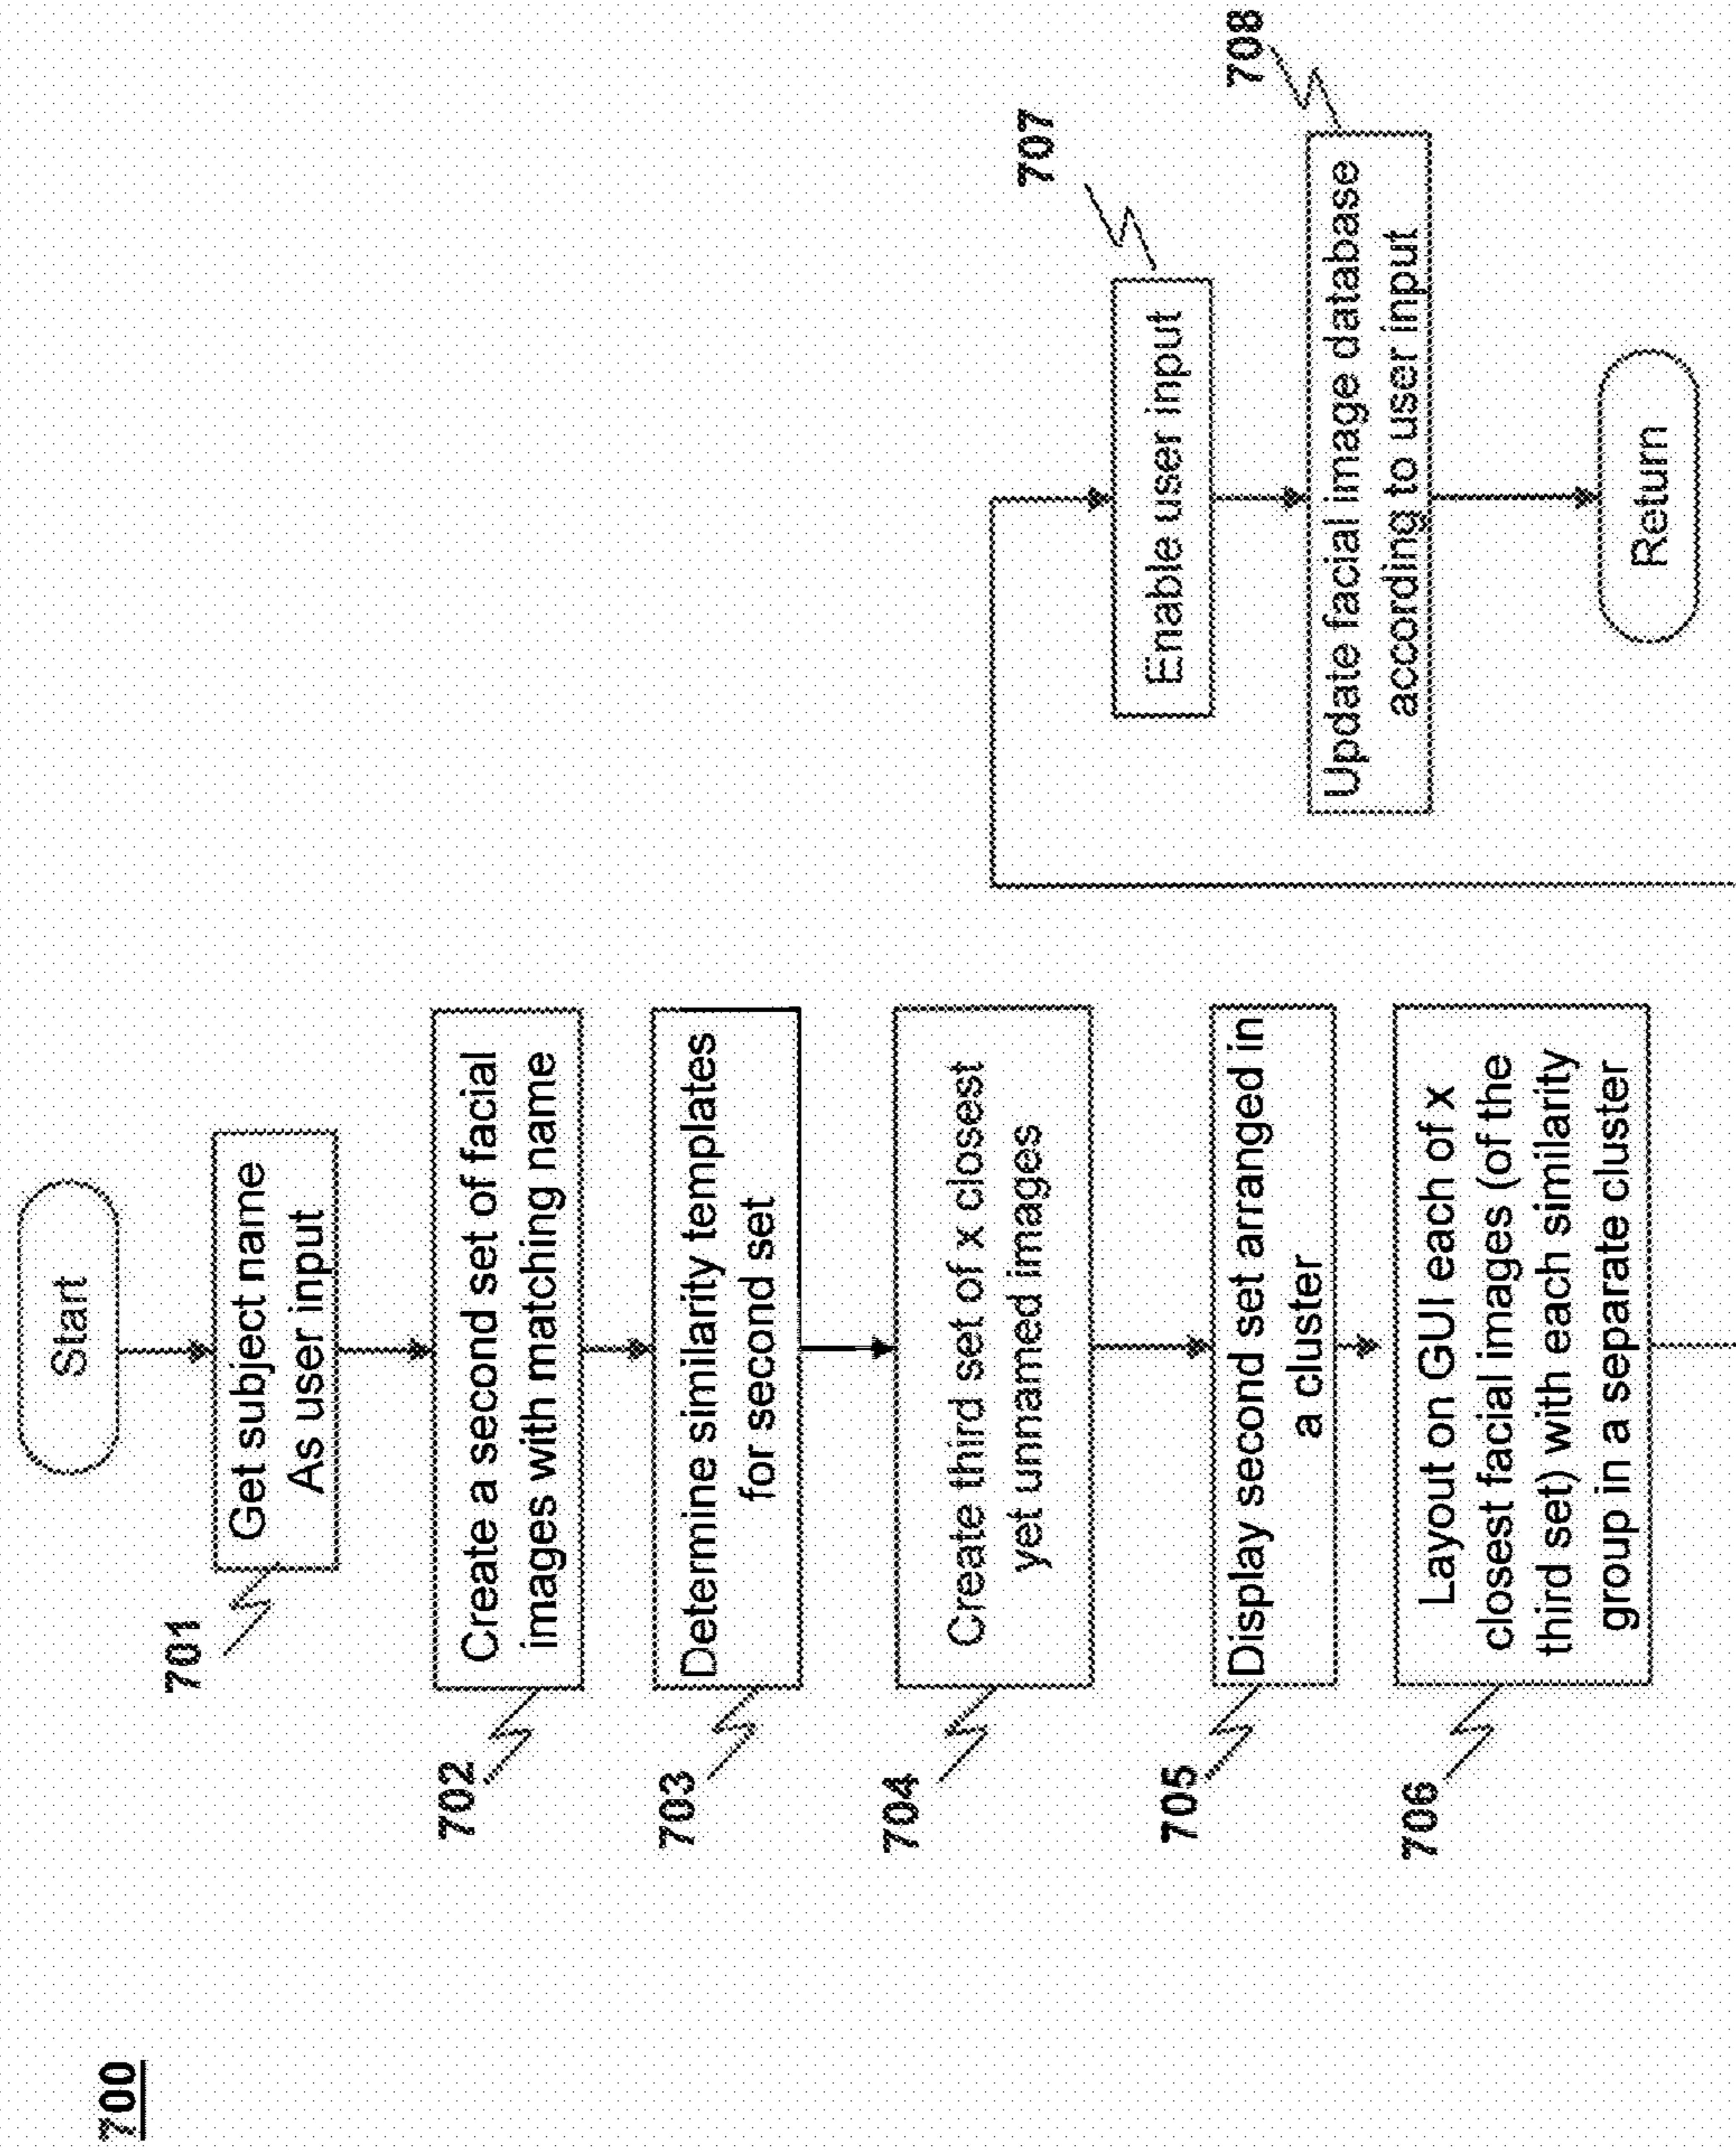 700
Start
701
Get subject name
As user input
702
Create a second set of facial
images with matching name
703
Determine similarity templates
for second set
704
Create third set of x closest
yet unnamed images
705
Display second set arranged in
a cluster
706
Layout on GUI each of x
closest facial images (of the
third set) with each similarity
group in a separate cluster
707
Enable user input
708
Update facial image database
according to user input
Return